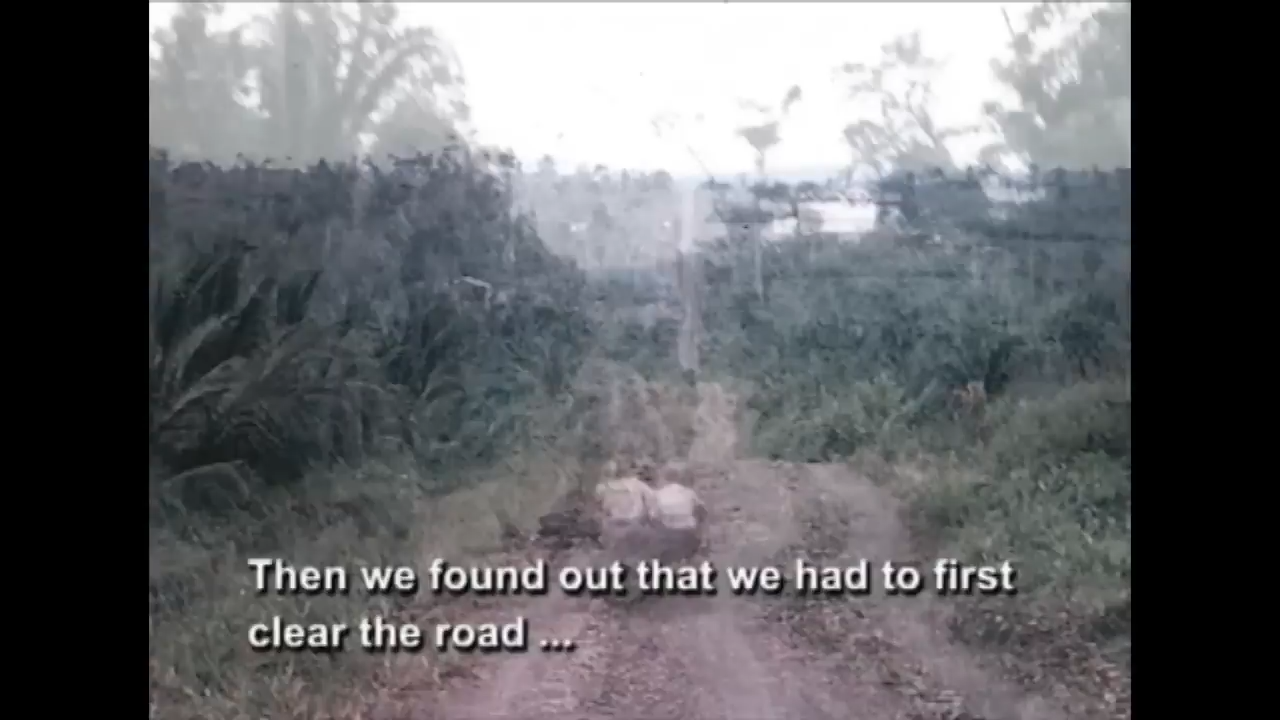 Then we found out that we had to first
clear the road ...